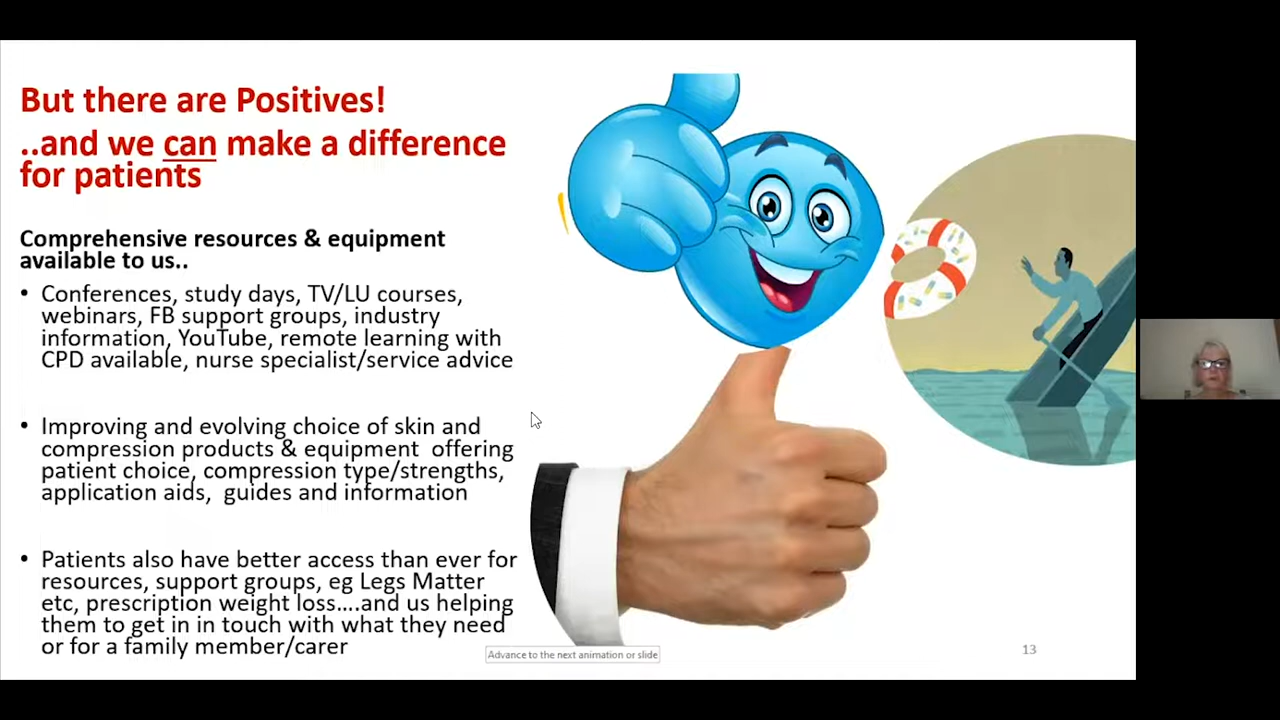 But there are Positives!
..and we can make a difference
for patients
Comprehensive resources & equipment
available to us..
• Conferences, study days, TV/LU courses,
webinars, FB support groups, industry
information, YouTube, remote learning with
CPD available, nurse specialist/service advice
• Improving and evolving choice of skin and
compression products & equipment  offering
patient choice, compression type/strengths,
application aids,  guides and information
• Patients also have better access than ever for
resources, support groups, eg Legs Matter
etc, prescription weight loss....and us helping
them to get in in touch with what they need
or for a family member/carer
Advance to the next animation or slide
13